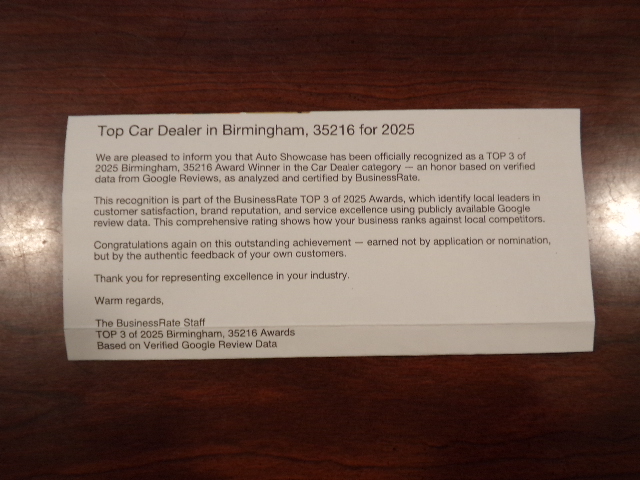 Top Car Dealer in Birmingham, 35216 for 2025
We are pleased to inform you that Auto Showcase has been officially recognized as a TOP 3 of
2025 Birmingham, 35216 Award Winner in the Car Dealer category — an honor based on verified
data from Google Reviews, as analyzed and certified by BusinessRate.
This recognition is part of the BusinessRate TOP 3 of 2025 Awards, which identify local leaders in
customer satisfaction, brand reputation, and service excellence using publicly available Google
review data. This comprehensive rating shows how your business ranks against local competitors.
Congratulations again on this outstanding achievement — earned not by application or nomination,
but by the authentic feedback of your own customers.
Thank you for representing excellence in your industry.
Warm regards,
The BusinessRate Staff
TOP 3 of 2025 Birmingham, 35216 Awards
Based on Verified Google Review Data